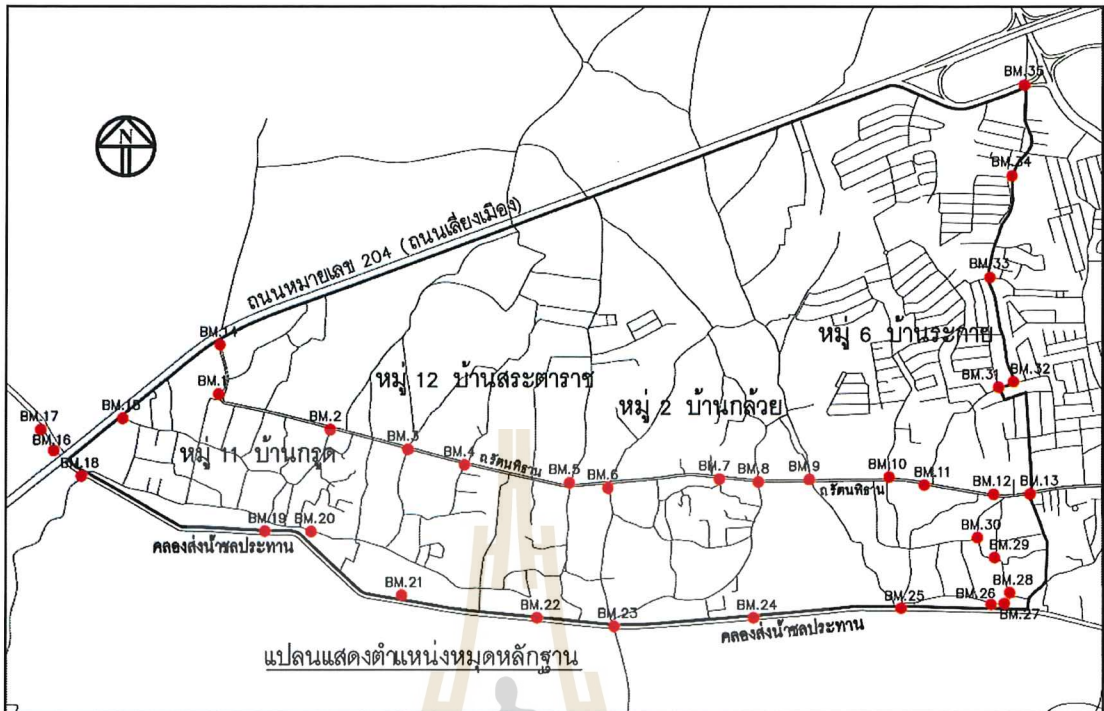 BM.35
N
BM.34
ถนนหมายเลข 204 (ถนนเลี่ยงเมือง)
BM.33
BM.14
หมู่ 6 บ้านระกาย
BM.1
หมู่ 12 บ้านสระตาราช
BM.31
BM.32
หมู่ 2 บ้านกล้วย
BM.15
BM.17
BM.2
BM.16
BM.3
หมู่ 11 บ้านกรูด
BM.4
ถ.รัตนพิธาน
BM.18
BM.5
BM.6
BM.7
BM.8
BM.9
BM.10
ถ.รัตนพิธาน
BM.11
BM.12
BM.13
BM.19
BM.20
คลองส่งน้ำชลประทาน
BM.30
BM.29
BM.21
BM.28
BM.22
BM.23
BM.24
BM.25
BM.26
BM.27
คลองส่งน้ำชลประทาน
แปลนแสดงตำแหน่งหมุดหลักฐาน